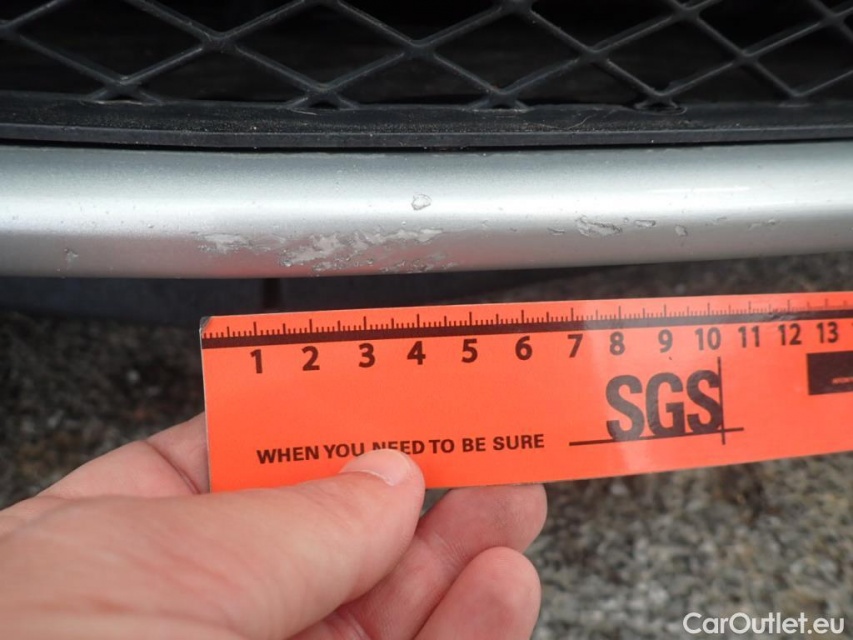 1 2 3 4 5 6 7 8 9 10 11 12 13
SGS
WHEN YOU NEED TO BE SURE
CarOutlet.eu